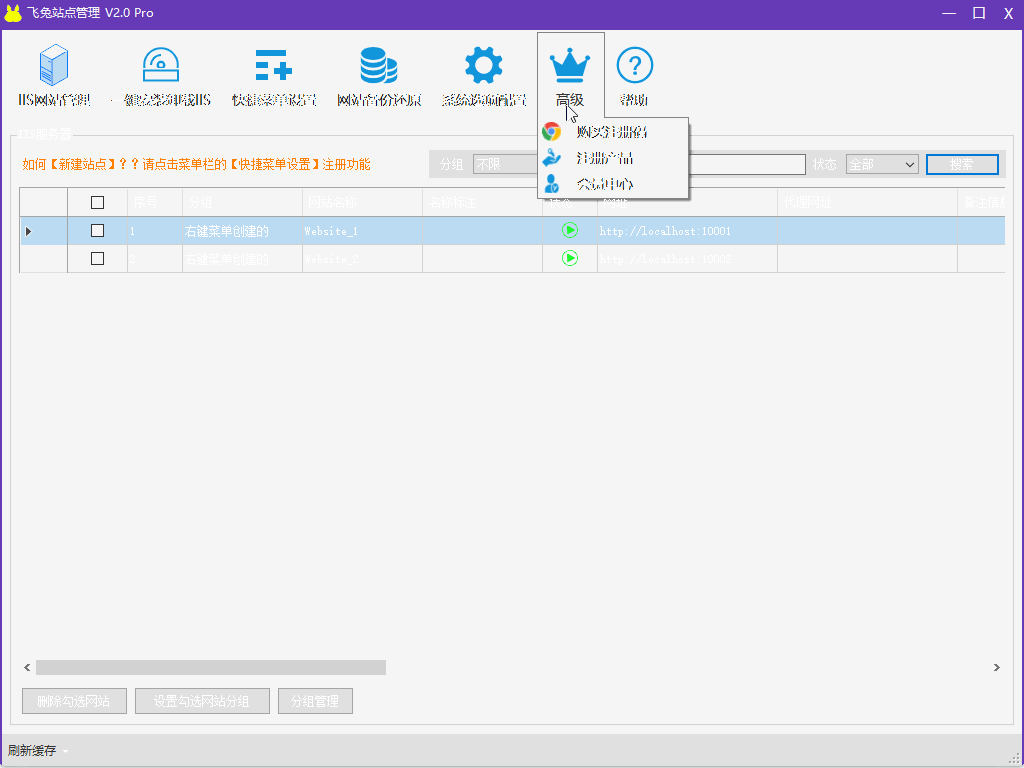 飞兔站点管理 V2.0 Pro
IIS网站管理
一键安装卸载IIS
快捷菜单设置
网站备份还原
系统选项配置
高级
帮助
购买注册码
注册产品
会员中心
IIS服务器
如何【新建站点】？？请点击菜单栏的【快捷菜单设置】注册功能
分组
不限
状态
全部
搜索
序号 分组 网站名称 名称标注 状态 网址 代理网址 备注信息
1 右键菜单创建的 Website_1 http://localhost:10001
2 右键菜单创建的 Website_2 http://localhost:10002
删除勾选网站
设置勾选网站分组
分组管理
刷新缓存